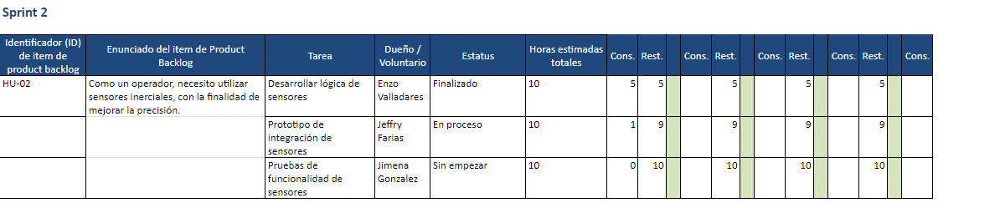 Sprint 2
Identificador (ID) de item de product backlog Enunciado del item de Product Backlog Tarea Dueño / Voluntario Estatus Horas estimadas totales Cons. Rest. Cons. Rest. Cons. Rest. Cons. Rest. Cons.
HU-02 Como un operador, necesito utilizar sensores inerciales, con la finalidad de mejorar la precisión. Desarrollar lógica de sensores Enzo Valladares Finalizado 10 5 5 5 5 5
Prototipo de integración de sensores Jeffry Farias En proceso 10 1 9 9 9 9
Pruebas de funcionalidad de sensores Jimena Gonzalez Sin empezar 10 0 10 10 10 10